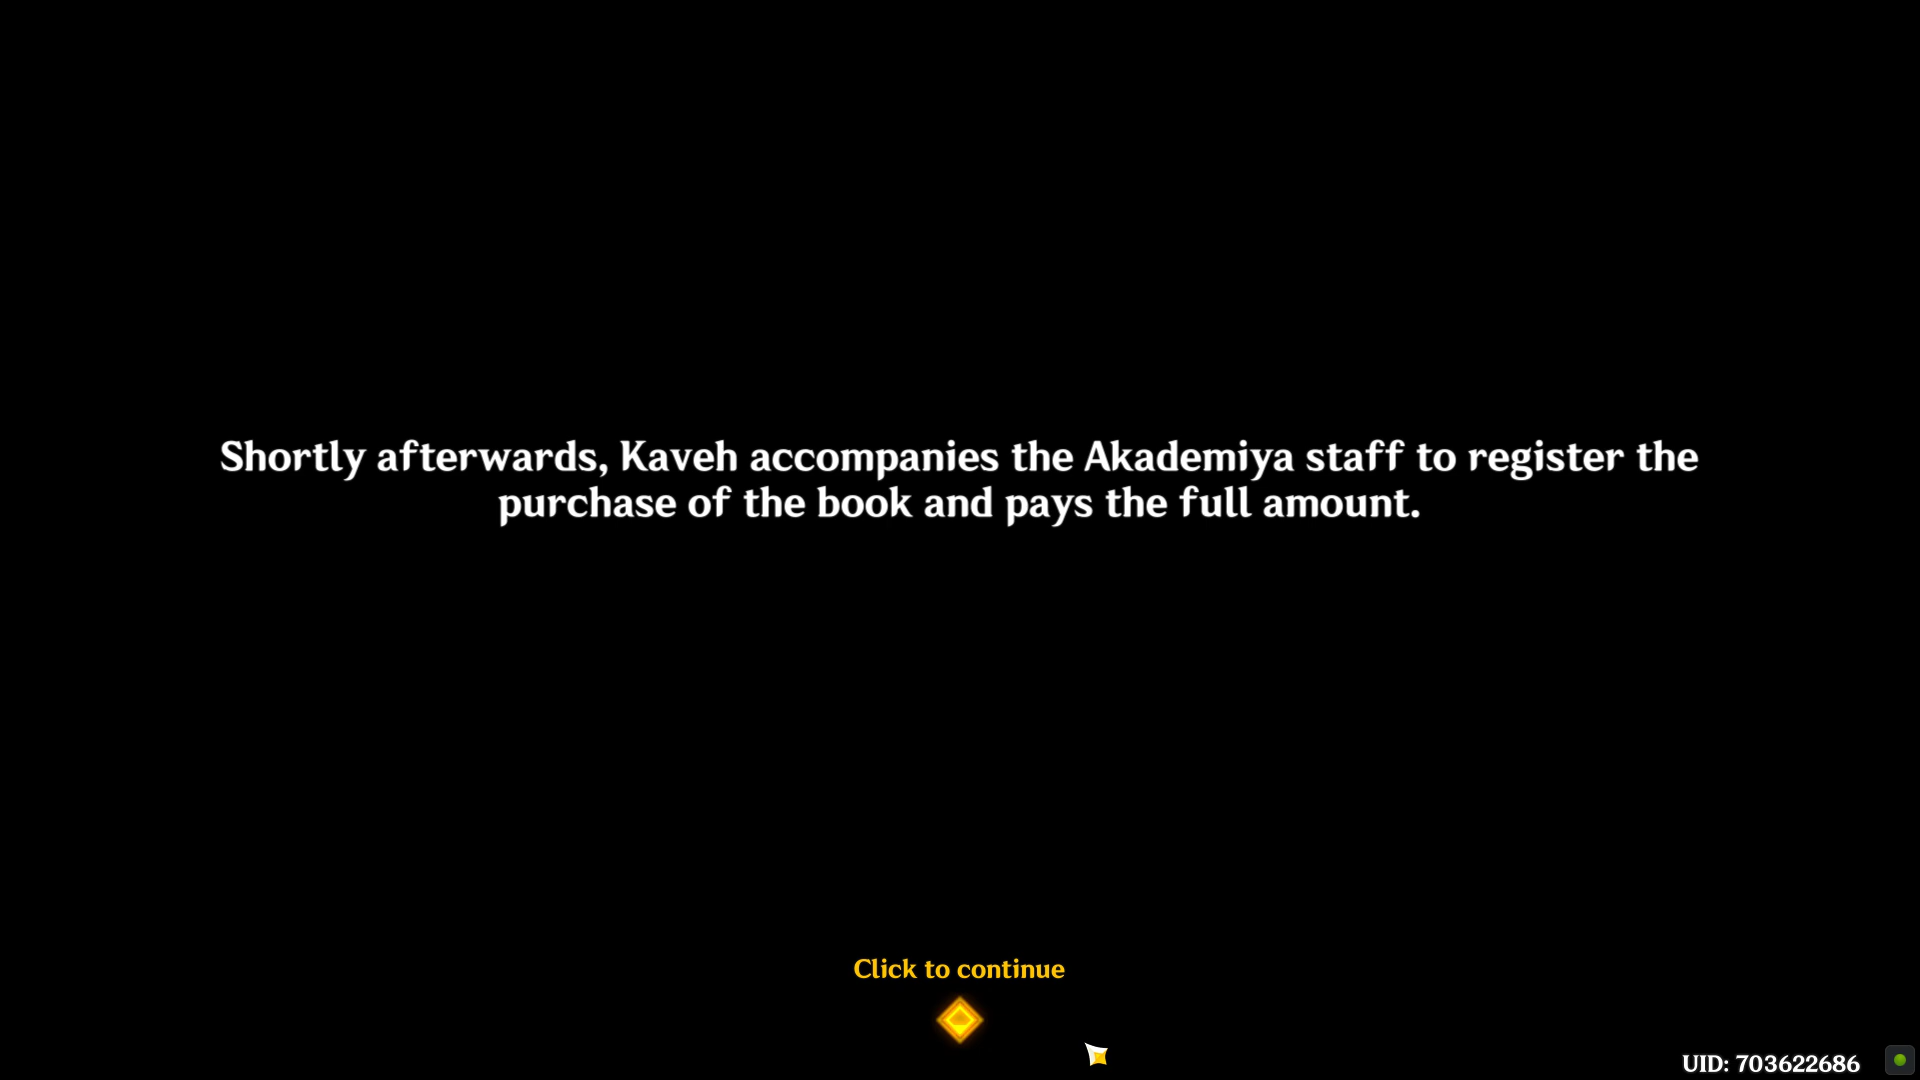 Shortly afterwards, Kaveh accompanies the Akademiya staff to register the
purchase of the book and pays the full amount.
Click to continue
UID: 703622686